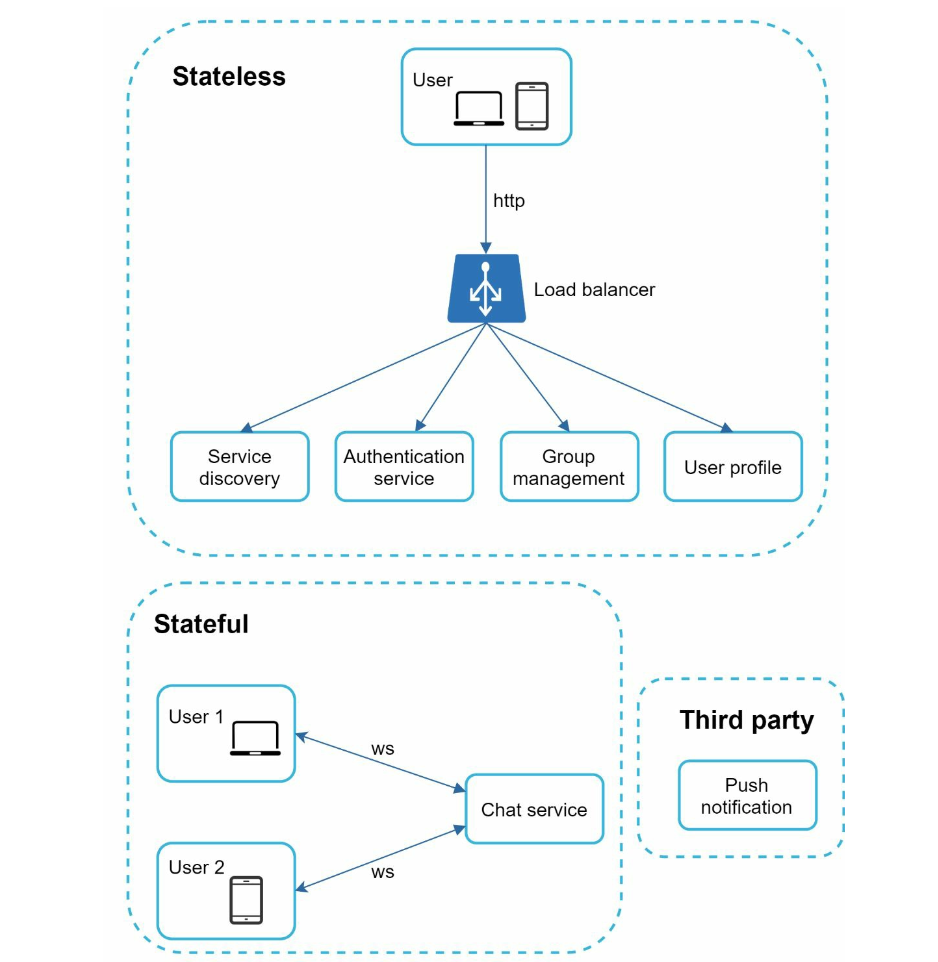 Stateless
User
http
Load balancer
Service
discovery
Authentication
service
Group
management
User profile
Stateful
User 1
ws
Chat service
User 2
ws
Third party
Push
notification